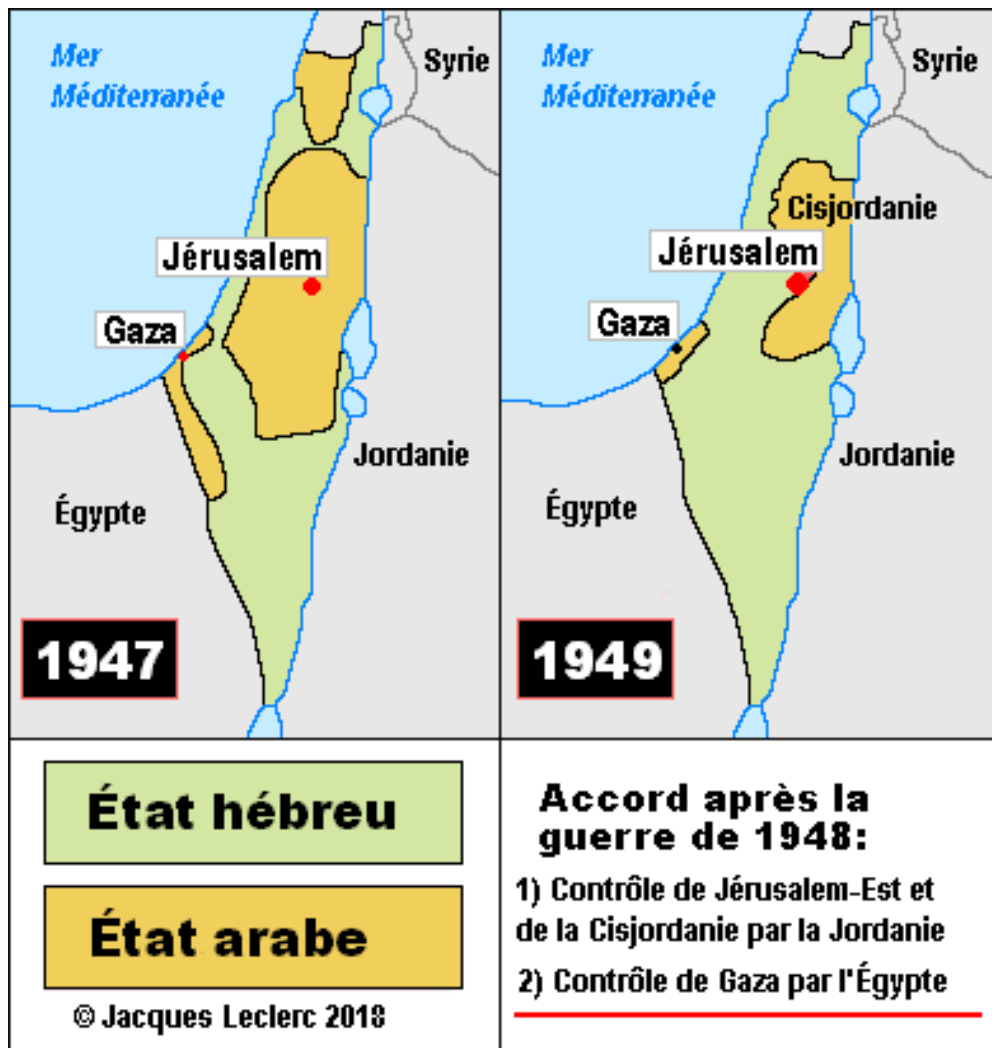 Mer
Méditerranée
Syrie
Jérusalem
Gaza
Jordanie
Égypte
1947
Mer
Méditerranée
Syrie
Cisjordanie
Jérusalem
Gaza
Jordanie
Égypte
1949
État hébreu
État arabe
© Jacques Leclerc 2018
Accord après la
guerre de 1948:
1) Contrôle de Jérusalem-Est et
de la Cisjordanie par la Jordanie
2) Contrôle de Gaza par l'Égypte